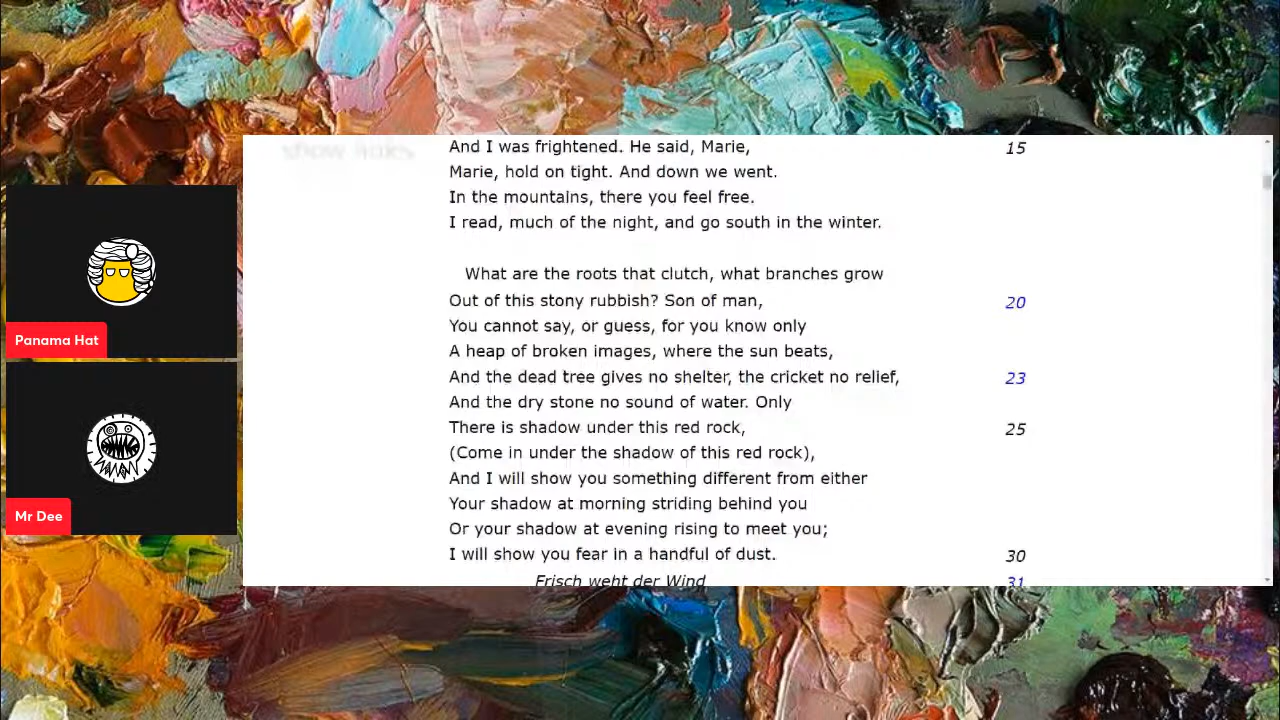 show links
And I was frightened. He said, Marie,
15
Marie, hold on tight. And down we went.
In the mountains, there you feel free.
I read, much of the night, and go south in the winter.
What are the roots that clutch, what branches grow
Out of this stony rubbish? Son of man,
20
You cannot say, or guess, for you know only
A heap of broken images, where the sun beats,
And the dead tree gives no shelter, the cricket no relief,
23
And the dry stone no sound of water. Only
There is shadow under this red rock,
25
(Come in under the shadow of this red rock),
And I will show you something different from either
Your shadow at morning striding behind you
Or your shadow at evening rising to meet you;
I will show you fear in a handful of dust.
30
Frisch weht der Wind
31
Panama Hat
Mr Dee